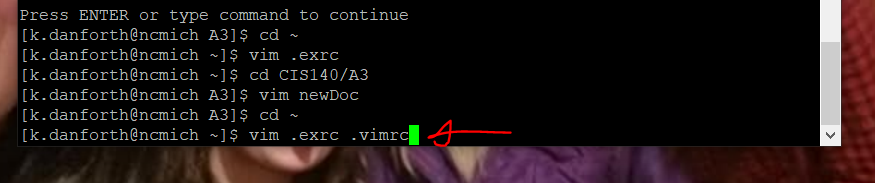 Press ENTER or type command to continue
[k.danforth@ncmich A3]$ cd ~
[k.danforth@ncmich ~]$ vim .exrc
[k.danforth@ncmich ~]$ cd CIS140/A3
[k.danforth@ncmich A3]$ vim newDoc
[k.danforth@ncmich A3]$ cd ~
[k.danforth@ncmich ~]$ vim .exrc .vimrc